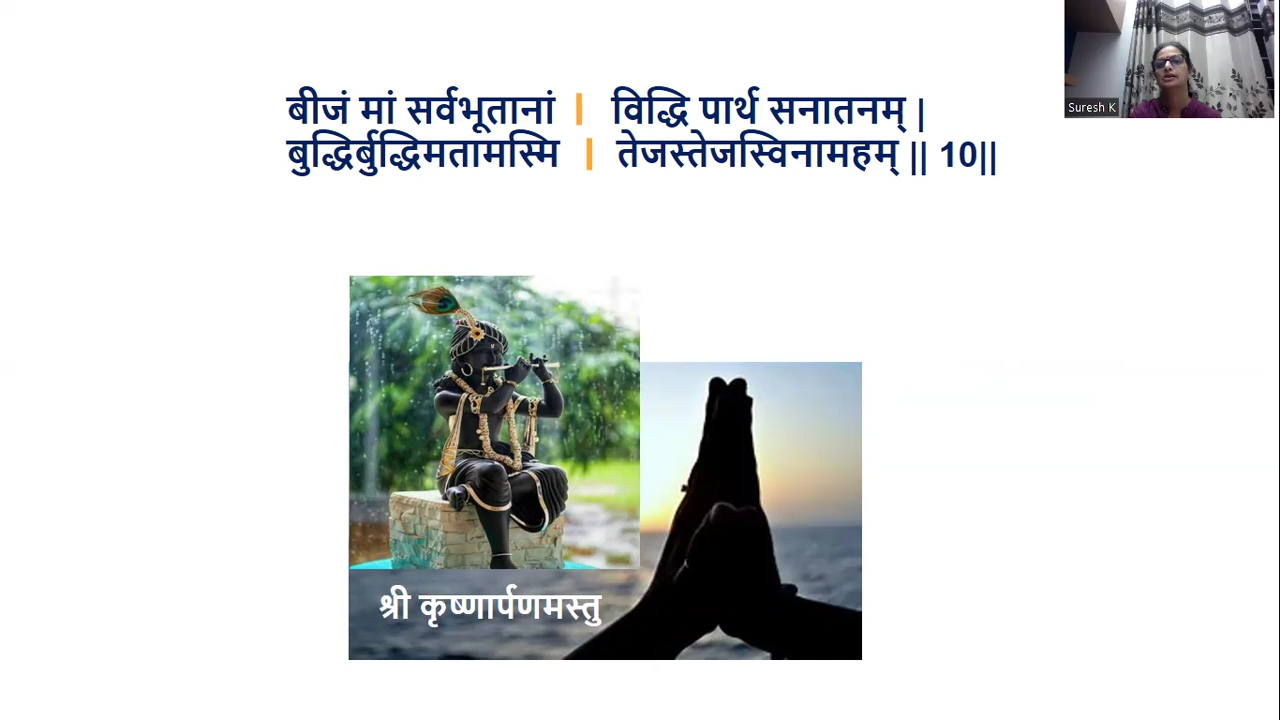 बीजं मां सर्वभूतानां | विद्धि पार्थ सनातनम् |
बुद्धिर्बुद्धिमतामस्मि | तेजस्तेजस्विनामहम् || 10||
Suresh K
श्री कृष्णार्पणमस्तु